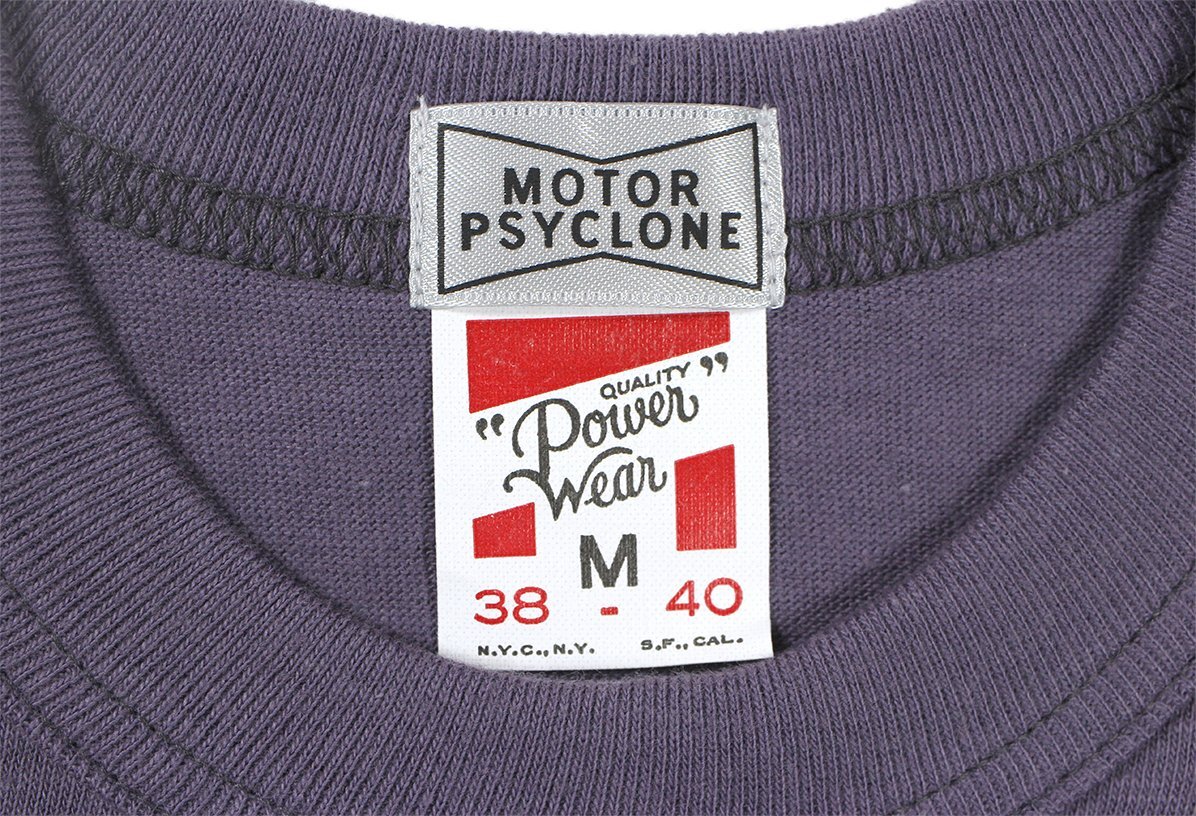 MOTOR
PSYCLONE
QUALITY
"Power
Wear"
M
38 - 40
N.Y.C., N.Y. S.F., CAL.